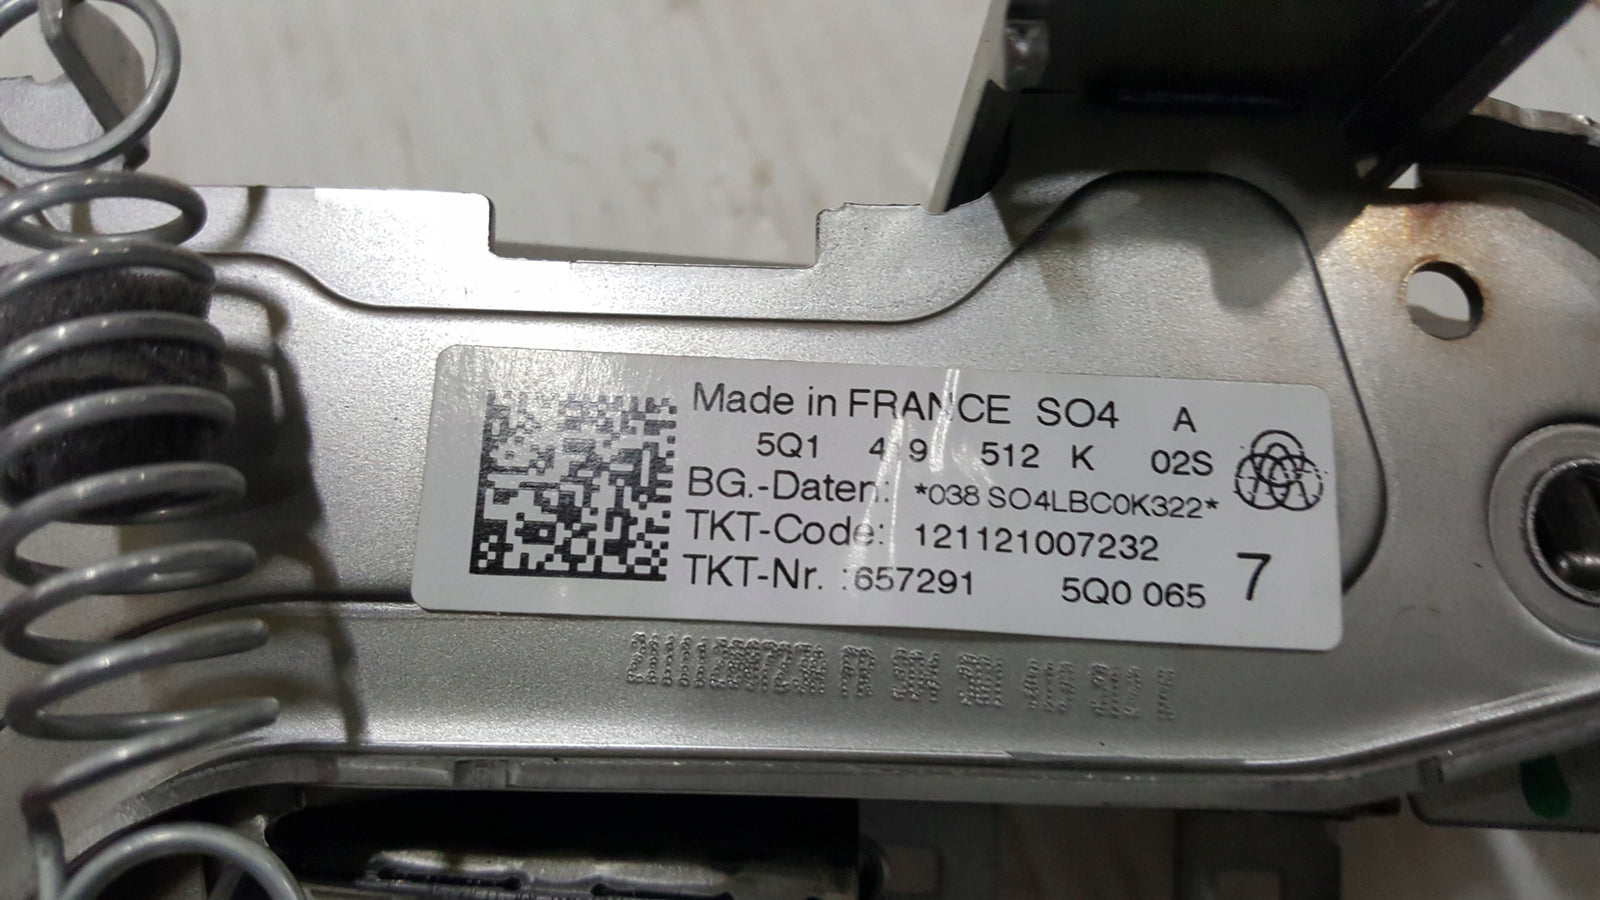 Made in FRANCE SO4 A
5Q1 419 512 K 02S
BG.-Daten: *038 SO4LBC0K322*
TKT-Code: 121121007232
TKT-Nr. :657291 5Q0 065 7